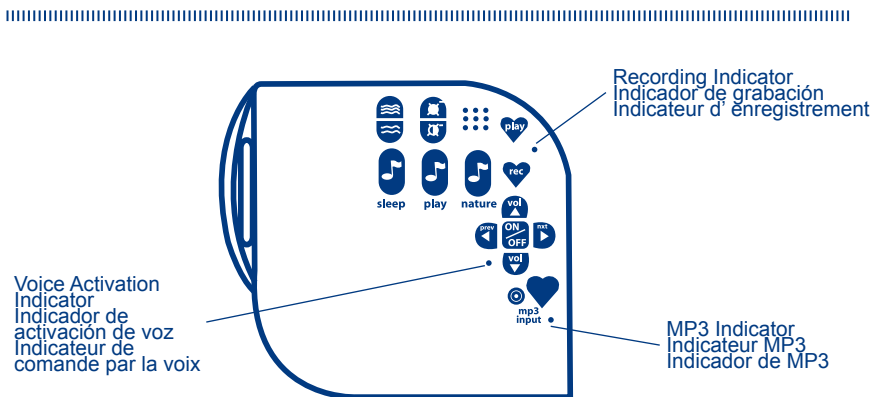 Recording Indicator
Indicador de grabación
Indicateur d’ enregistrement
play
rec
sleep
play
nature
vol
prev
ON
OFF
nxt
vol
mp3
input
Voice Activation
Indicator
Indicador de
activación de voz
Indicateur de
comande par la voix
MP3 Indicator
Indicateur MP3
Indicador de MP3